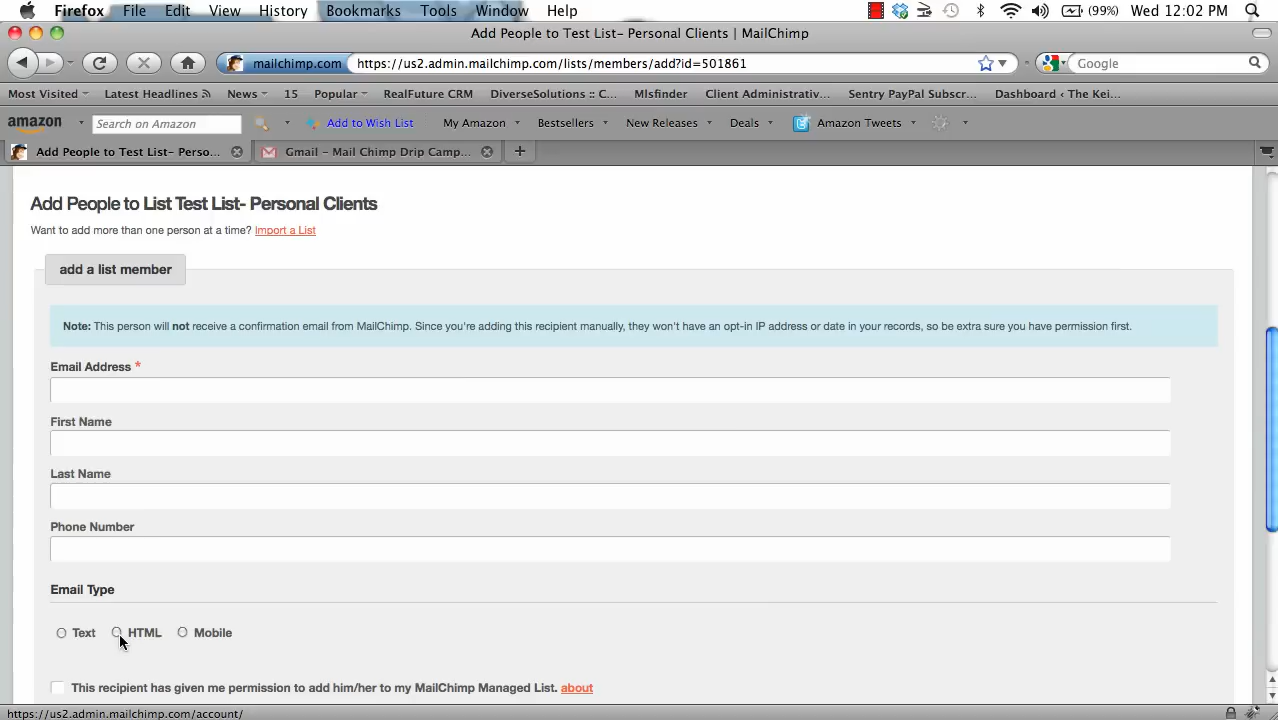 Firefox File Edit View History Bookmarks Tools Window Help (99%) Wed 12:02 PM
Add People to Test List- Personal Clients | MailChimp
mailchimp.com https://us2.admin.mailchimp.com/lists/members/add?id=501861 Google
Most Visited Latest Headlines News 15 Popular RealFuture CRM DiverseSolutions :: C... Mlsfinder Client Administrativ... Sentry PayPal Subscr... Dashboard ‹ The Kei...
amazon Search on Amazon Add to Wish List My Amazon Bestsellers New Releases Deals Amazon Tweets
Add People to Test List- Perso... Gmail - Mail Chimp Drip Camp...
Add People to List Test List- Personal Clients
Want to add more than one person at a time? Import a List
add a list member
Note: This person will not receive a confirmation email from MailChimp. Since you're adding this recipient manually, they won't have an opt-in IP address or date in your records, so be extra sure you have permission first.
Email Address *
First Name
Last Name
Phone Number
Email Type
Text HTML Mobile
This recipient has given me permission to add him/her to my MailChimp Managed List. about
https://us2.admin.mailchimp.com/account/